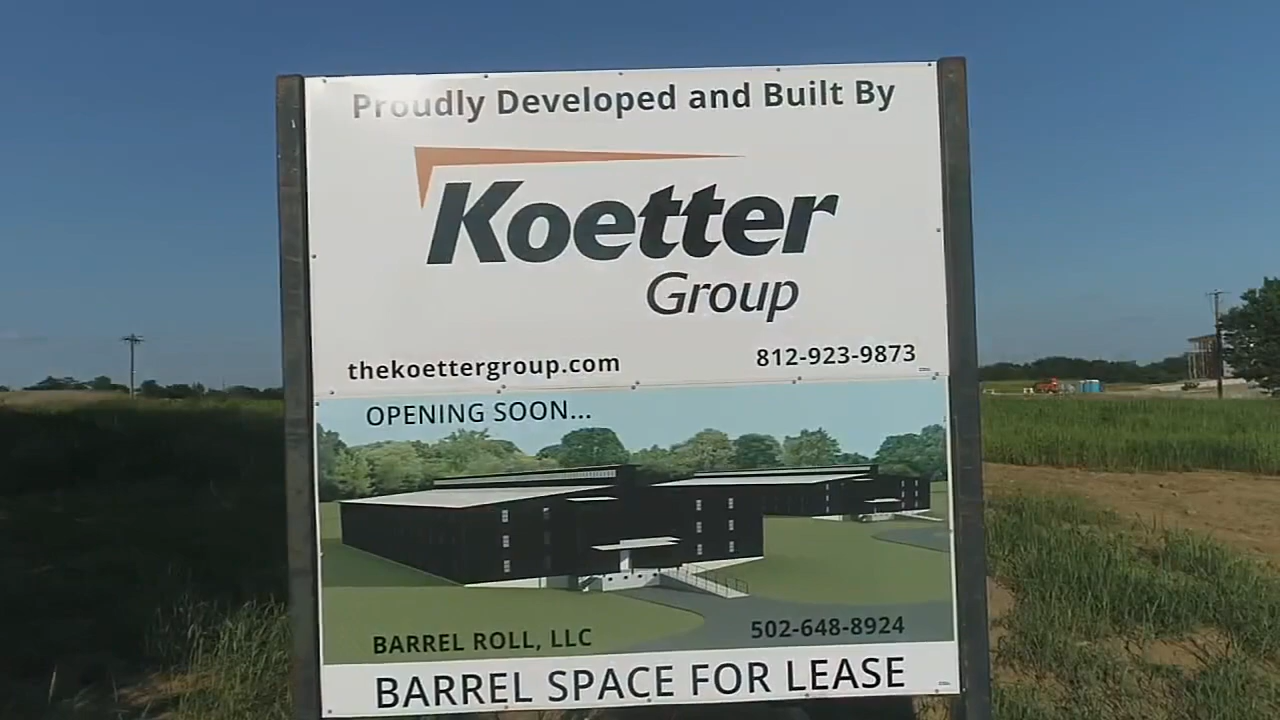 Proudly Developed and Built By
Koetter
Group
thekoettergroup.com 812-923-9873
OPENING SOON...
BARREL ROLL, LLC 502-648-8924
BARREL SPACE FOR LEASE